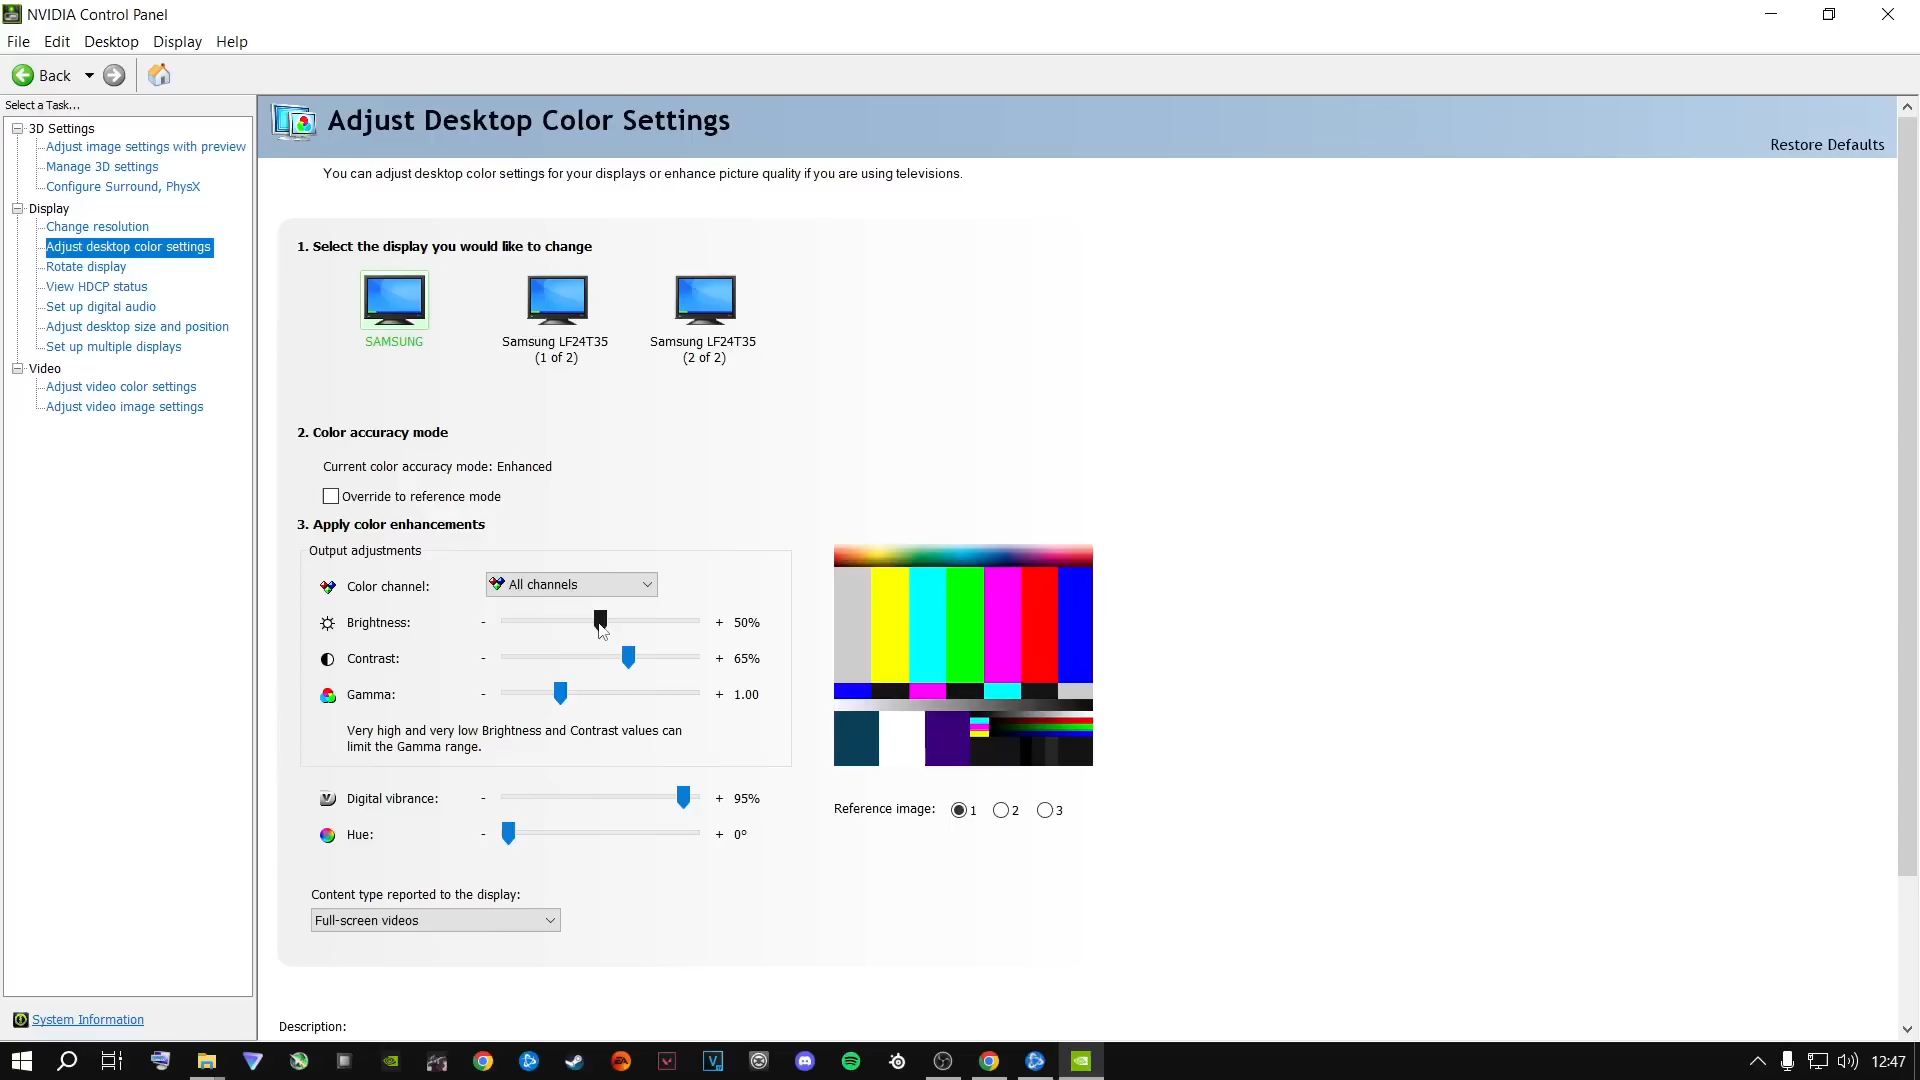 NVIDIA Control Panel
File Edit Desktop Display Help
Back
Select a Task...
3D Settings
Adjust image settings with preview
Manage 3D settings
Configure Surround, PhysX
Display
Change resolution
Adjust desktop color settings
Rotate display
View HDCP status
Set up digital audio
Adjust desktop size and position
Set up multiple displays
Video
Adjust video color settings
Adjust video image settings
System Information
Adjust Desktop Color Settings
Restore Defaults
You can adjust desktop color settings for your displays or enhance picture quality if you are using televisions.
1. Select the display you would like to change
SAMSUNG
Samsung LF24T35
(1 of 2)
Samsung LF24T35
(2 of 2)
2. Color accuracy mode
Current color accuracy mode: Enhanced
Override to reference mode
3. Apply color enhancements
Output adjustments
Color channel: All channels
Brightness: - + 50%
Contrast: - + 65%
Gamma: - + 1.00
Very high and very low Brightness and Contrast values can
limit the Gamma range.
Digital vibrance: - + 95%
Hue: - + 0°
Reference image: 1 2 3
Content type reported to the display:
Full-screen videos
Description:
12:47